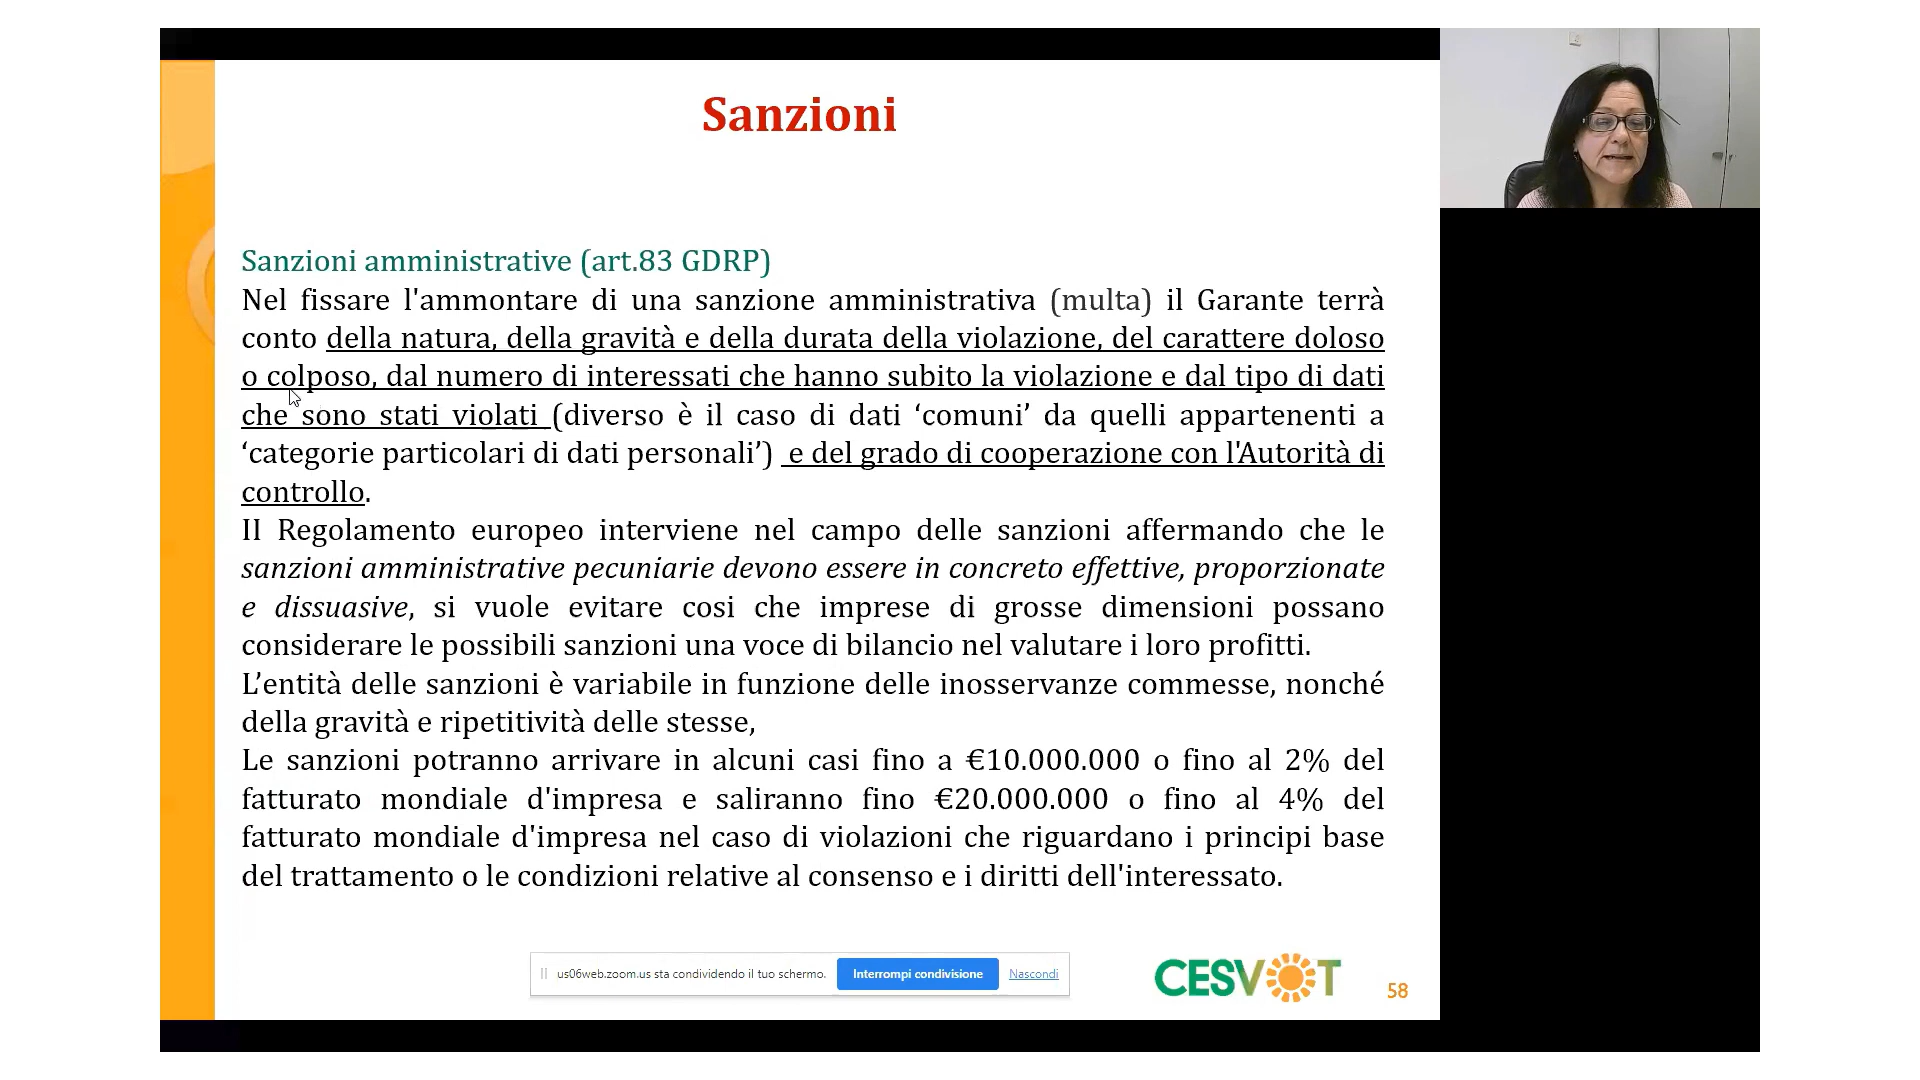 Sanzioni
Sanzioni amministrative (art.83 GDRP)
Nel fissare l'ammontare di una sanzione amministrativa (multa) il Garante terrà
conto della natura, della gravità e della durata della violazione, del carattere doloso
o colposo, dal numero di interessati che hanno subito la violazione e dal tipo di dati
che sono stati violati (diverso è il caso di dati ‘comuni’ da quelli appartenenti a
‘categorie particolari di dati personali’) e del grado di cooperazione con l'Autorità di
controllo.
II Regolamento europeo interviene nel campo delle sanzioni affermando che le
sanzioni amministrative pecuniarie devono essere in concreto effettive, proporzionate
e dissuasive, si vuole evitare cosi che imprese di grosse dimensioni possano
considerare le possibili sanzioni una voce di bilancio nel valutare i loro profitti.
L’entità delle sanzioni è variabile in funzione delle inosservanze commesse, nonché
della gravità e ripetitività delle stesse,
Le sanzioni potranno arrivare in alcuni casi fino a €10.000.000 o fino al 2% del
fatturato mondiale d'impresa e saliranno fino €20.000.000 o fino al 4% del
fatturato mondiale d'impresa nel caso di violazioni che riguardano i principi base
del trattamento o le condizioni relative al consenso e i diritti dell'interessato.
us06web.zoom.us sta condividendo il tuo schermo. Interrompi condivisione Nascondi
CESVOT
58